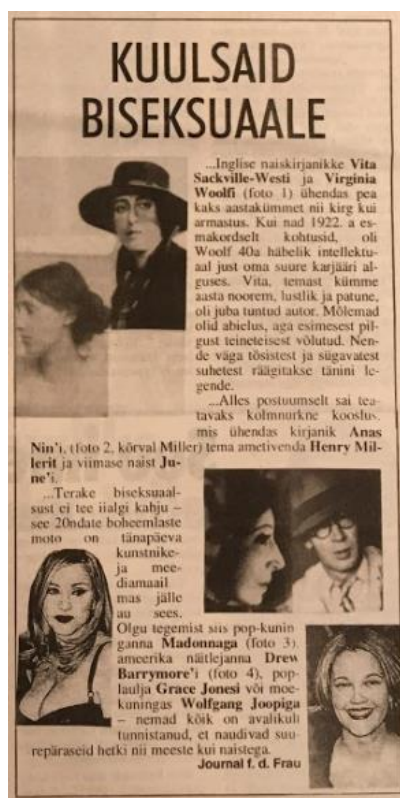 KUULSAID
BISEKSUAALE
...Inglise naiskirjanikke Vita
Sackville-Westi ja Virginia
Woolfi (foto 1) ühendas pea
kaks aastakümmet nii kirg kui
armastus. Kui nad 1922. a es-
makordselt kohtusid, oli
Woolf 40a häbelik intellektu-
aal just oma suure karjääri al-
guses. Vita, temast kümme
aasta noorem, lustlik ja patune,
oli juba tuntud autor. Mõlemad
olid abielus, aga esimesest pil-
gust teineteisest võlutud. Nen-
de väga tõsistest ja sügavatest
suhetest räägitakse tänini le-
gende.
...Alles postuumselt sai tea-
tavaks kolmnurkne kooslus,
mis ühendas kirjanik Anas
Nin'i, (foto 2, kõrval Miller) tema ametivenda Henry Mil-
lerit ja viimase naist Ju-
ne'i.
...Terake biseksuaal-
sust ei tee iialgi kahju –
see 20ndate boheemlaste
moto on tänapäeva
kunstnike-
ja mee-
diamaail
mas jälle
au sees.
Olgu tegemist siis pop-kunin
ganna Madonnaga (foto 3),
ameerika näitlejanna Drew
Barrymore'i (foto 4), pop-
laulja Grace Jonesi või moe-
kuningas Wolfgang Joopiga
– nemad kõik on avalikult
tunnistanud, et naudivad suu-
repäraseid hetki nii meeste kui naistega.
Journal f. d. Frau